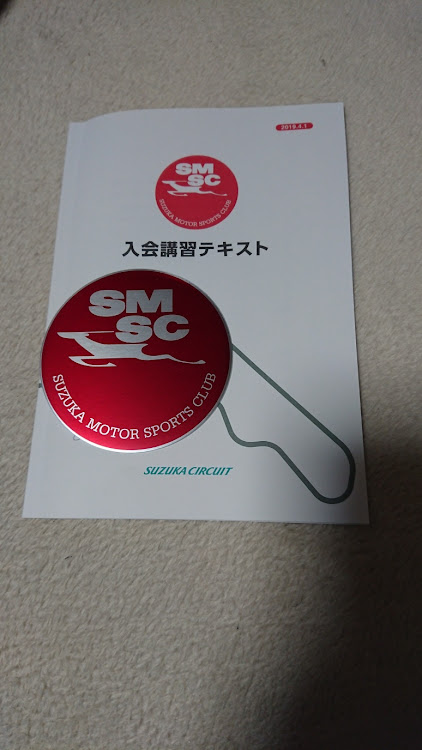 2019.4.1
SM
SC
SUZUKA MOTOR SPORTS CLUB
入会講習テキスト
SM
SC
SUZUKA MOTOR SPORTS CLUB
SUZUKA CIRCUIT